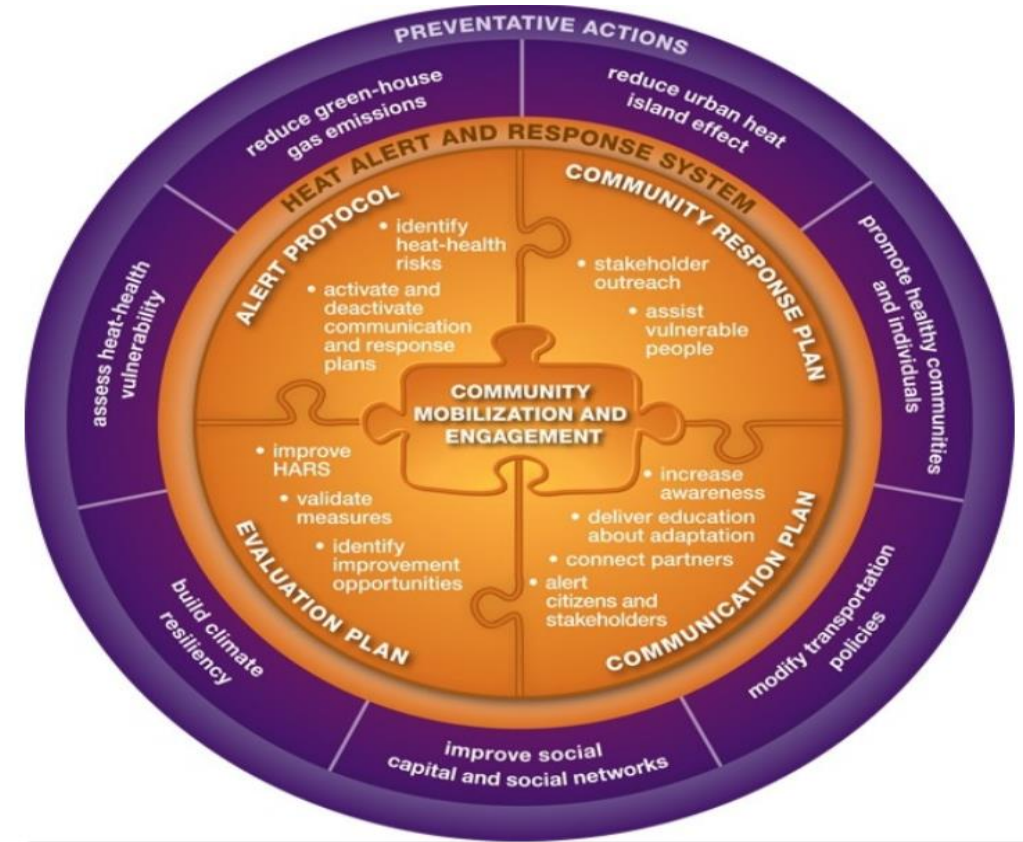 PREVENTATIVE ACTIONS
reduce green-house
gas emissions
reduce urban heat
island effect
promote healthy communities
and individuals
modify transportation
policies
improve social
capital and social networks
build climate
resiliency
assess heat-health
vulnerability
HEAT ALERT AND RESPONSE SYSTEM
ALERT PROTOCOL
• identify
heat-health
risks
• activate and
deactivate
communication
and response
plans
COMMUNITY RESPONSE PLAN
• stakeholder
outreach
• assist
vulnerable
people
COMMUNITY
MOBILIZATION AND
ENGAGEMENT
• improve
HARS
• validate
measures
• identify
improvement
opportunities
EVALUATION PLAN
• increase
awareness
• deliver education
about adaptation
• connect partners
• alert
citizens and
stakeholders
COMMUNICATION PLAN